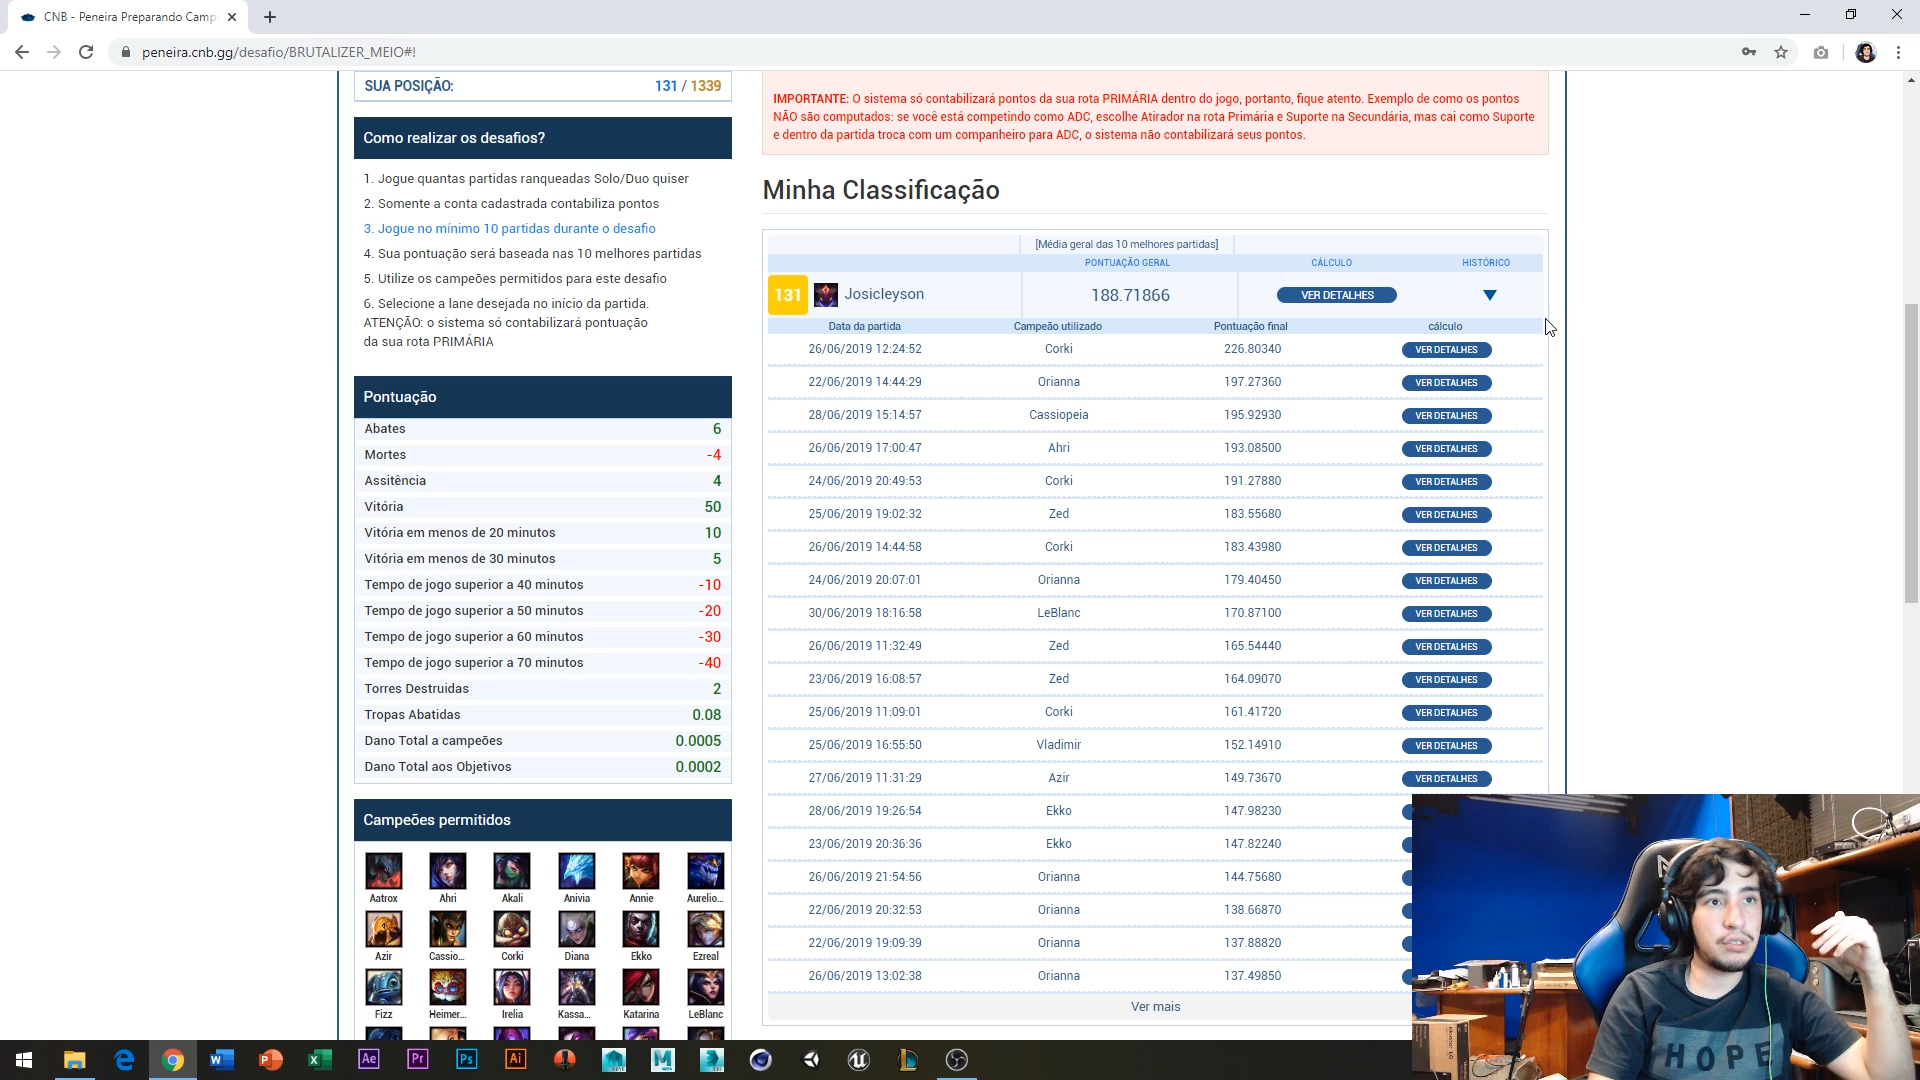 CNB - Peneira Preparando Camp
peneira.cnb.gg/desafio/BRUTALIZER_MEIO#!
SUA POSIÇÃO: 131 / 1339
Como realizar os desafios?
1. Jogue quantas partidas ranqueadas Solo/Duo quiser
2. Somente a conta cadastrada contabiliza pontos
3. Jogue no mínimo 10 partidas durante o desafio
4. Sua pontuação será baseada nas 10 melhores partidas
5. Utilize os campeões permitidos para este desafio
6. Selecione a lane desejada no início da partida.
ATENÇÃO: o sistema só contabilizará pontuação
da sua rota PRIMÁRIA
Pontuação
Abates 6
Mortes -4
Assitência 4
Vitória 50
Vitória em menos de 20 minutos 10
Vitória em menos de 30 minutos 5
Tempo de jogo superior a 40 minutos -10
Tempo de jogo superior a 50 minutos -20
Tempo de jogo superior a 60 minutos -30
Tempo de jogo superior a 70 minutos -40
Torres Destruidas 2
Tropas Abatidas 0.08
Dano Total a campeões 0.0005
Dano Total aos Objetivos 0.0002
Campeões permitidos
Aatrox Ahri Akali Anivia Annie Aurelio...
Azir Cassio... Corki Diana Ekko Ezreal
Fizz Heimer... Irelia Kassa... Katarina LeBlanc
IMPORTANTE: O sistema só contabilizará pontos da sua rota PRIMÁRIA dentro do jogo, portanto, fique atento. Exemplo de como os pontos
NÃO são computados: se você está competindo como ADC, escolhe Atirador na rota Primária e Suporte na Secundária, mas cai como Suporte
e dentro da partida troca com um companheiro para ADC, o sistema não contabilizará seus pontos.
Minha Classificação
[Média geral das 10 melhores partidas]
PONTUAÇÃO GERAL CÁLCULO HISTÓRICO
131 Josicleyson 188.71866 VER DETALHES
Data da partida Campeão utilizado Pontuação final cálculo
26/06/2019 12:24:52 Corki 226.80340 VER DETALHES
22/06/2019 14:44:29 Orianna 197.27360 VER DETALHES
28/06/2019 15:14:57 Cassiopeia 195.92930 VER DETALHES
26/06/2019 17:00:47 Ahri 193.08500 VER DETALHES
24/06/2019 20:49:53 Corki 191.27880 VER DETALHES
25/06/2019 19:02:32 Zed 183.55680 VER DETALHES
26/06/2019 14:44:58 Corki 183.43980 VER DETALHES
24/06/2019 20:07:01 Orianna 179.40450 VER DETALHES
30/06/2019 18:16:58 LeBlanc 170.87100 VER DETALHES
26/06/2019 11:32:49 Zed 165.54440 VER DETALHES
23/06/2019 16:08:57 Zed 164.09070 VER DETALHES
25/06/2019 11:09:01 Corki 161.41720 VER DETALHES
25/06/2019 16:55:50 Vladimir 152.14910 VER DETALHES
27/06/2019 11:31:29 Azir 149.73670 VER DETALHES
28/06/2019 19:26:54 Ekko 147.98230
23/06/2019 20:36:36 Ekko 147.82240
26/06/2019 21:54:56 Orianna 144.75680
22/06/2019 20:32:53 Orianna 138.66870
22/06/2019 19:09:39 Orianna 137.88820
26/06/2019 13:02:38 Orianna 137.49850
Ver mais
HOPE
Ae Pr Ps Ai